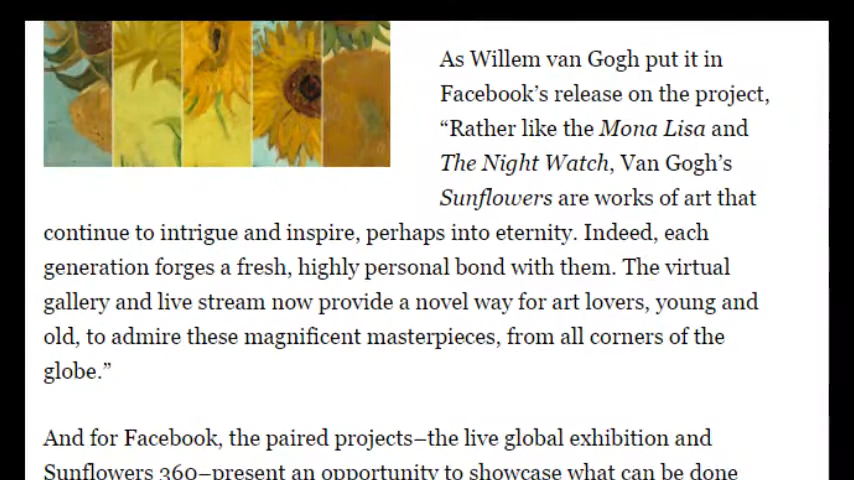 As Willem van Gogh put it in
Facebook’s release on the project,
“Rather like the Mona Lisa and
The Night Watch, Van Gogh’s
Sunflowers are works of art that
continue to intrigue and inspire, perhaps into eternity. Indeed, each
generation forges a fresh, highly personal bond with them. The virtual
gallery and live stream now provide a novel way for art lovers, young and
old, to admire these magnificent masterpieces, from all corners of the
globe.”
And for Facebook, the paired projects–the live global exhibition and
Sunflowers 360–present an opportunity to showcase what can be done